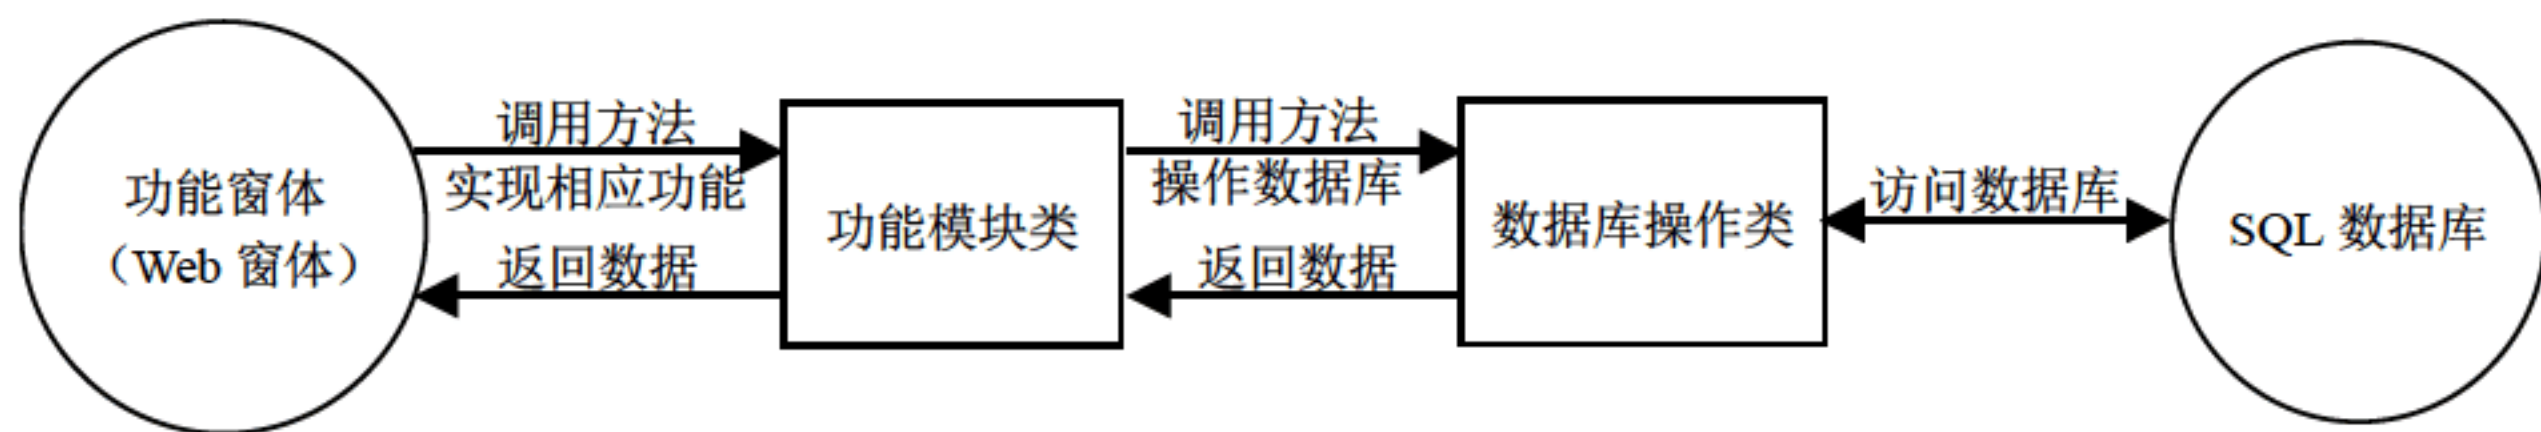 功能窗体
（Web 窗体）
调用方法
实现相应功能
返回数据
功能模块类
调用方法
操作数据库
返回数据
数据库操作类
访问数据库
SQL 数据库